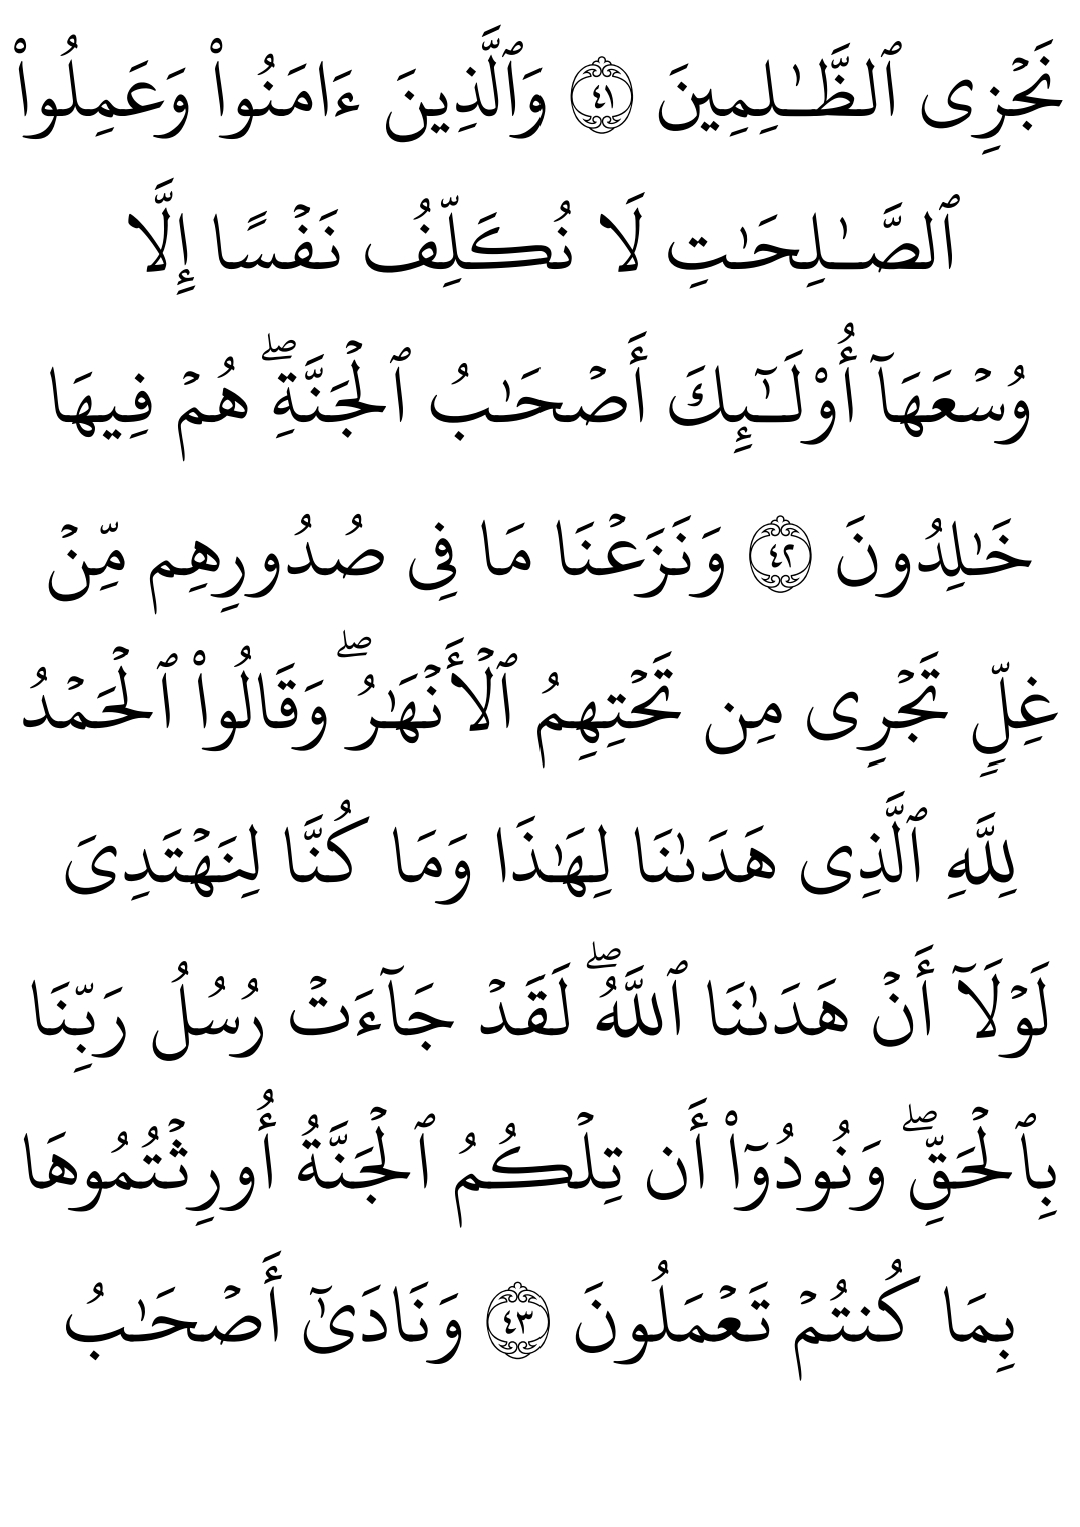 نَجۡزِى ٱلظَّـٰلِمِينَ ٤١ وَٱلَّذِينَ ءَامَنُوا۟ وَعَمِلُوا۟
ٱلصَّـٰلِحَـٰتِ لَا نُكَلِّفُ نَفۡسًا إِلَّا
وُسۡعَهَآ أُو۟لَـٰٓئِكَ أَصۡحَـٰبُ ٱلۡجَنَّةِۖ هُمۡ فِيهَا
خَـٰلِدُونَ ٤٢ وَنَزَعۡنَا مَا فِى صُدُورِهِم مِّنۡ
غِلٍّ تَجۡرِى مِن تَحۡتِهِمُ ٱلۡأَنۡهَـٰرُۖ وَقَالُوا۟ ٱلۡحَمۡدُ
لِلَّهِ ٱلَّذِى هَدَىٰنَا لِهَـٰذَا وَمَا كُنَّا لِنَهۡتَدِىَ
لَوۡلَآ أَنۡ هَدَىٰنَا ٱللَّهُۖ لَقَدۡ جَآءَتۡ رُسُلُ رَبِّنَا
بِٱلۡحَقِّۖ وَنُودُوٓا۟ أَن تِلۡكُمُ ٱلۡجَنَّةُ أُورِثۡتُمُوهَا
بِمَا كُنتُمۡ تَعۡمَلُونَ ٤٣ وَنَادَىٰٓ أَصۡحَـٰبُ